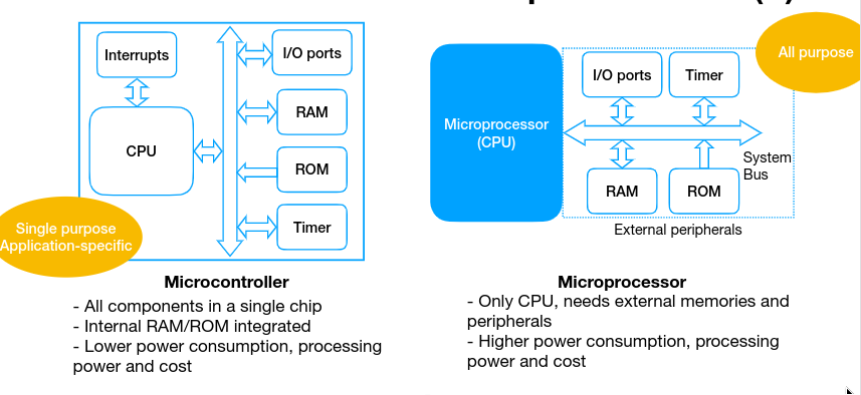 Interrupts
I/O ports
RAM
CPU
ROM
Timer
Single purpose
Application-specific
Microcontroller
- All components in a single chip
- Internal RAM/ROM integrated
- Lower power consumption, processing
power and cost
All purpose
Microprocessor
(CPU)
I/O ports
Timer
System
Bus
RAM
ROM
External peripherals
Microprocessor
- Only CPU, needs external memories and
peripherals
- Higher power consumption, processing
power and cost